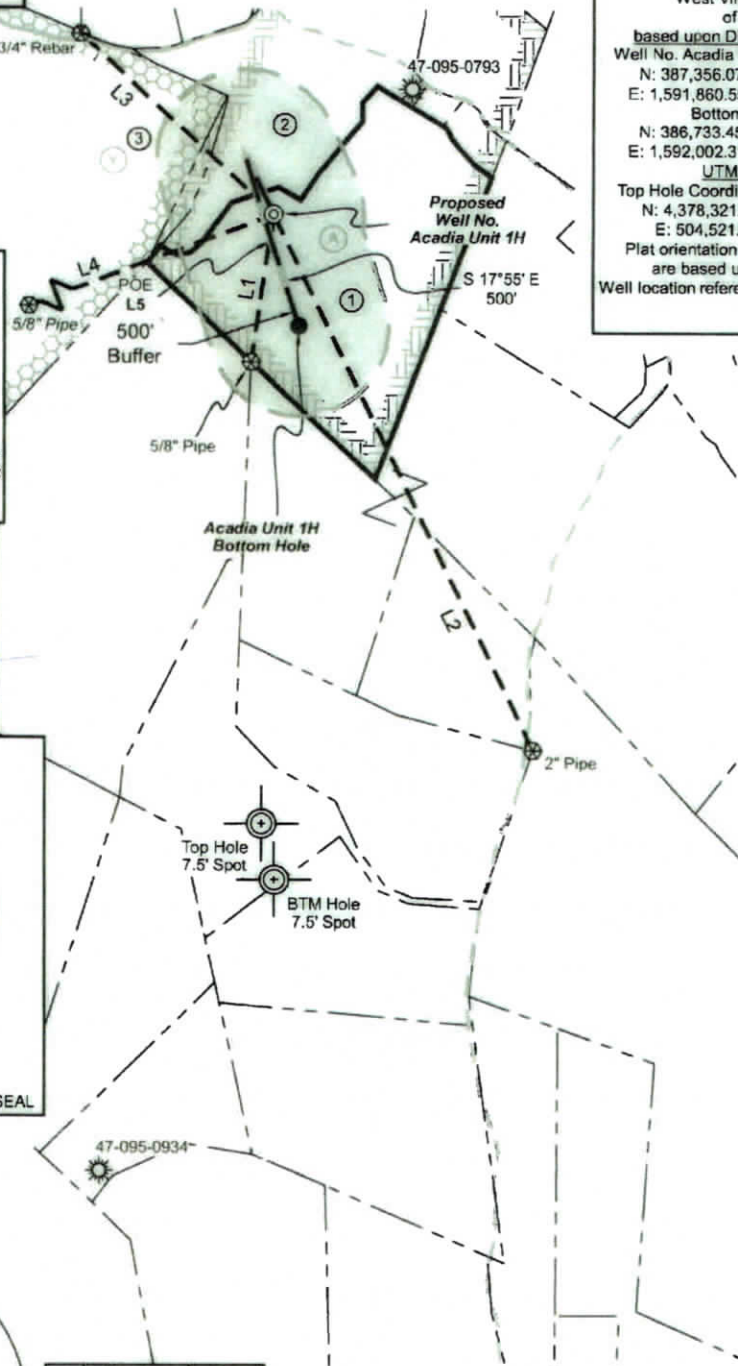 West Vir
of
based upon D
Well No. Acadia
N: 387,356.07
E: 1,591,860.5
Bottom
N: 386,733.45
E: 1,592,002.3
UTM
Top Hole Coordi
N: 4,378,321.
E: 504,521.
Plat orientation
are based u
Well location refere
3/4" Rebar
L3
47-095-0793
3
2
Y
Proposed
Well No.
Acadia Unit 1H
A
L4
POE
L5
L1
1
S 17°55' E
500'
5/8" Pipe
500'
Buffer
5/8" Pipe
Acadia Unit 1H
Bottom Hole
L2
2" Pipe
Top Hole
7.5' Spot
BTM Hole
7.5' Spot
SEAL
47-095-0934